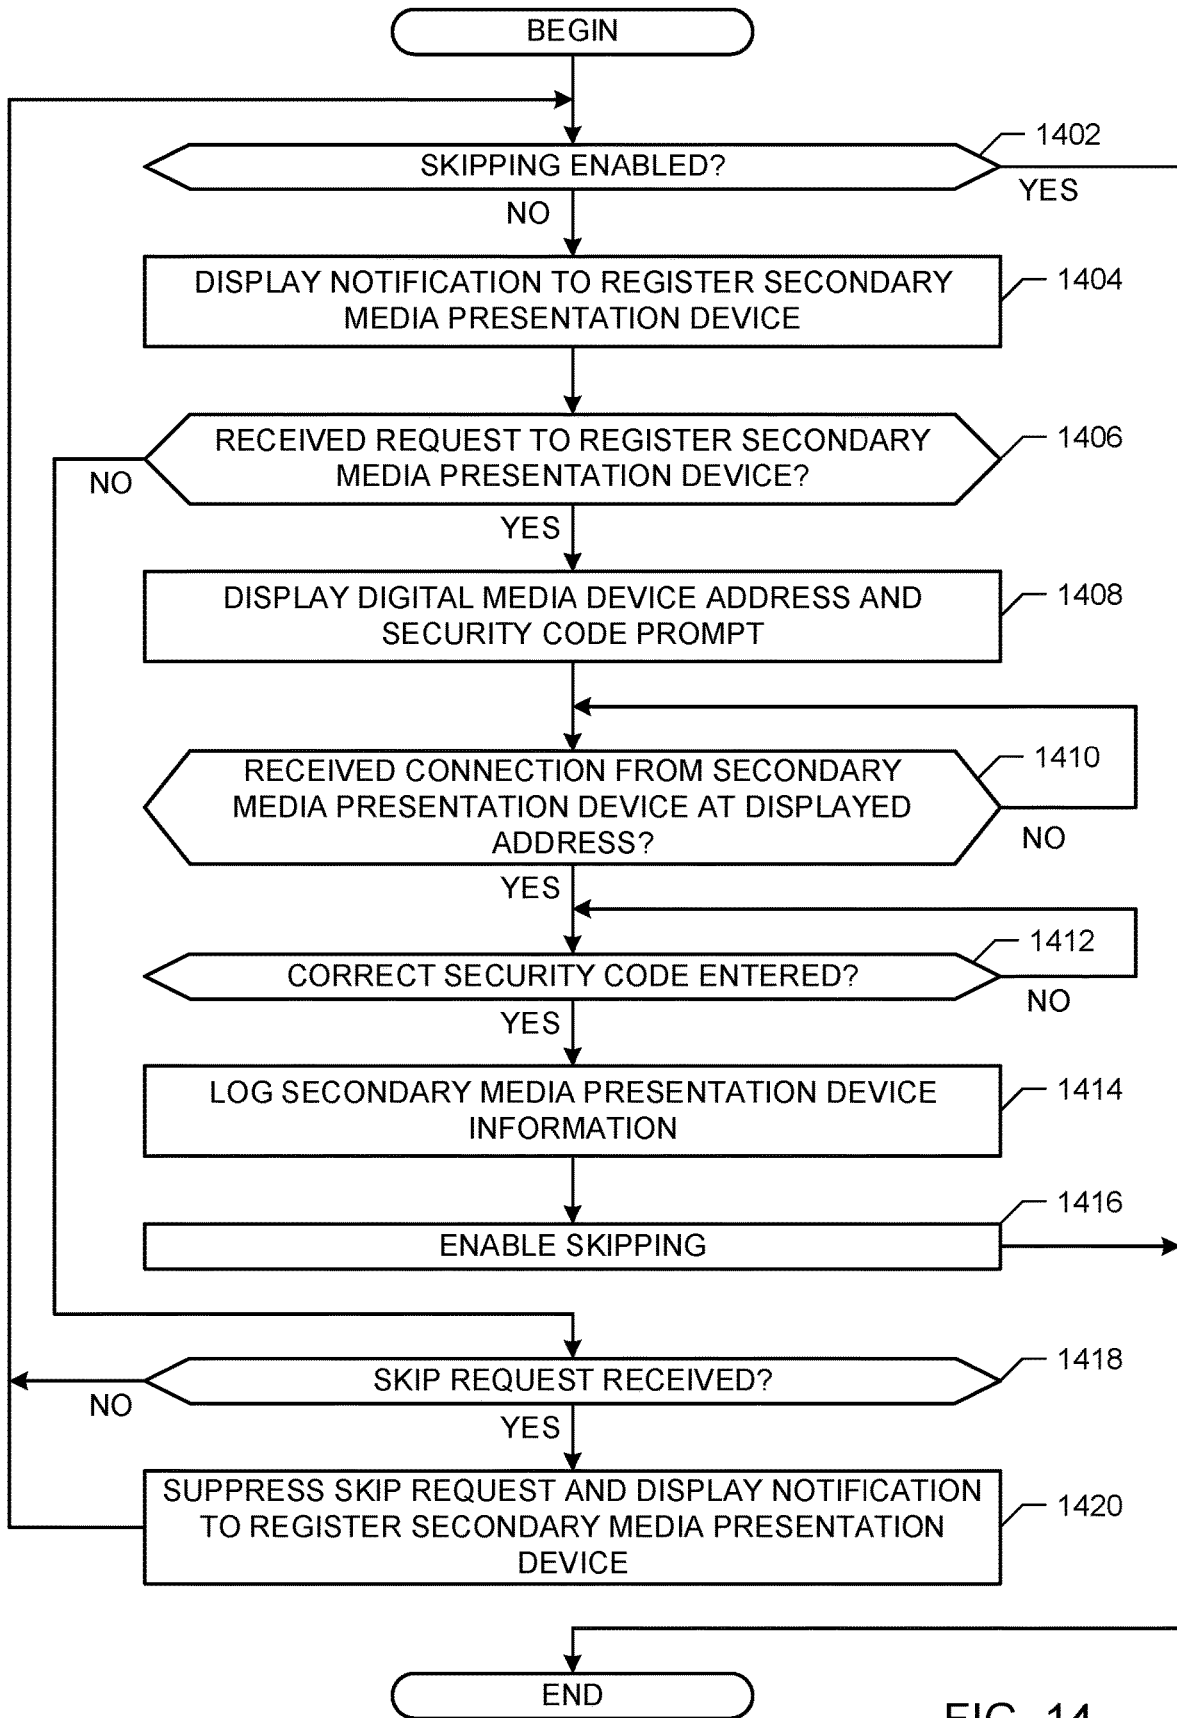 BEGIN
1402
SKIPPING ENABLED?
YES
NO
DISPLAY NOTIFICATION TO REGISTER SECONDARY
MEDIA PRESENTATION DEVICE
1404
RECEIVED REQUEST TO REGISTER SECONDARY
MEDIA PRESENTATION DEVICE?
1406
NO
YES
DISPLAY DIGITAL MEDIA DEVICE ADDRESS AND
SECURITY CODE PROMPT
1408
RECEIVED CONNECTION FROM SECONDARY
MEDIA PRESENTATION DEVICE AT DISPLAYED
ADDRESS?
1410
NO
YES
CORRECT SECURITY CODE ENTERED?
1412
NO
YES
LOG SECONDARY MEDIA PRESENTATION DEVICE
INFORMATION
1414
1416
ENABLE SKIPPING
SKIP REQUEST RECEIVED?
1418
NO
YES
SUPPRESS SKIP REQUEST AND DISPLAY NOTIFICATION
TO REGISTER SECONDARY MEDIA PRESENTATION
DEVICE
1420
END
FIG. 14